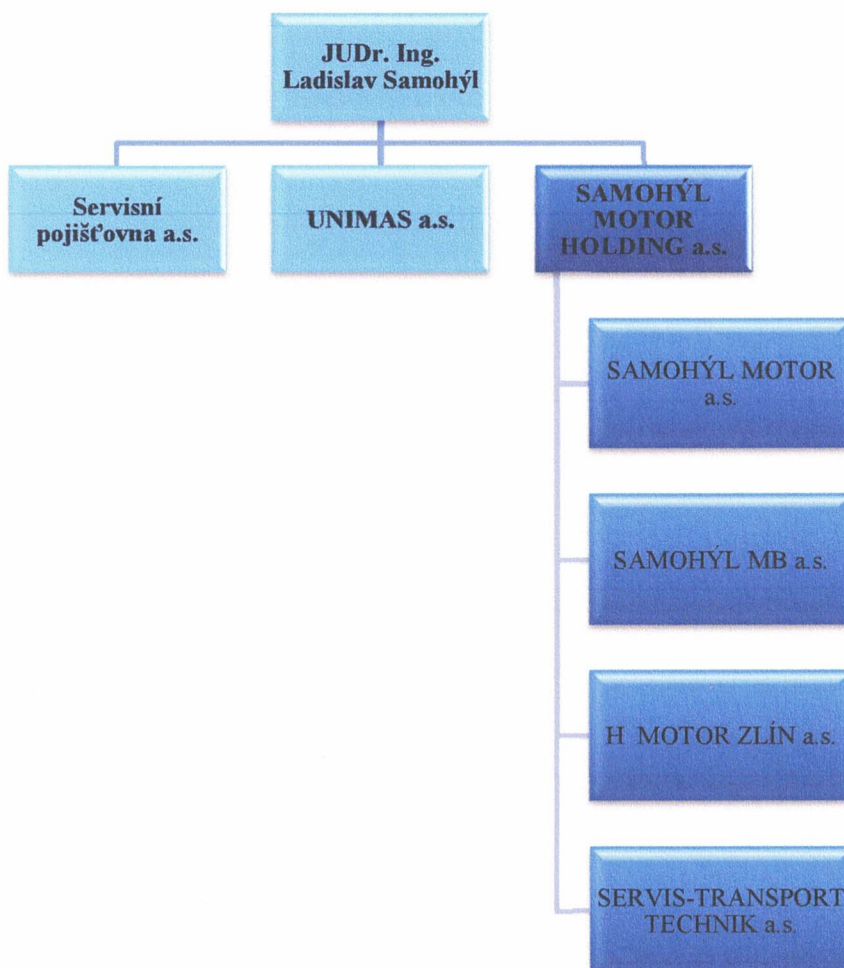 JUDr. Ing.
Ladislav Samohýl
Servisní
pojišťovna a.s.
UNIMAS a.s.
SAMOHÝL
MOTOR
HOLDING a.s.
SAMOHÝL MOTOR
a.s.
SAMOHÝL MB a.s.
H MOTOR ZLÍN a.s.
SERVIS-TRANSPORT
TECHNIK a.s.